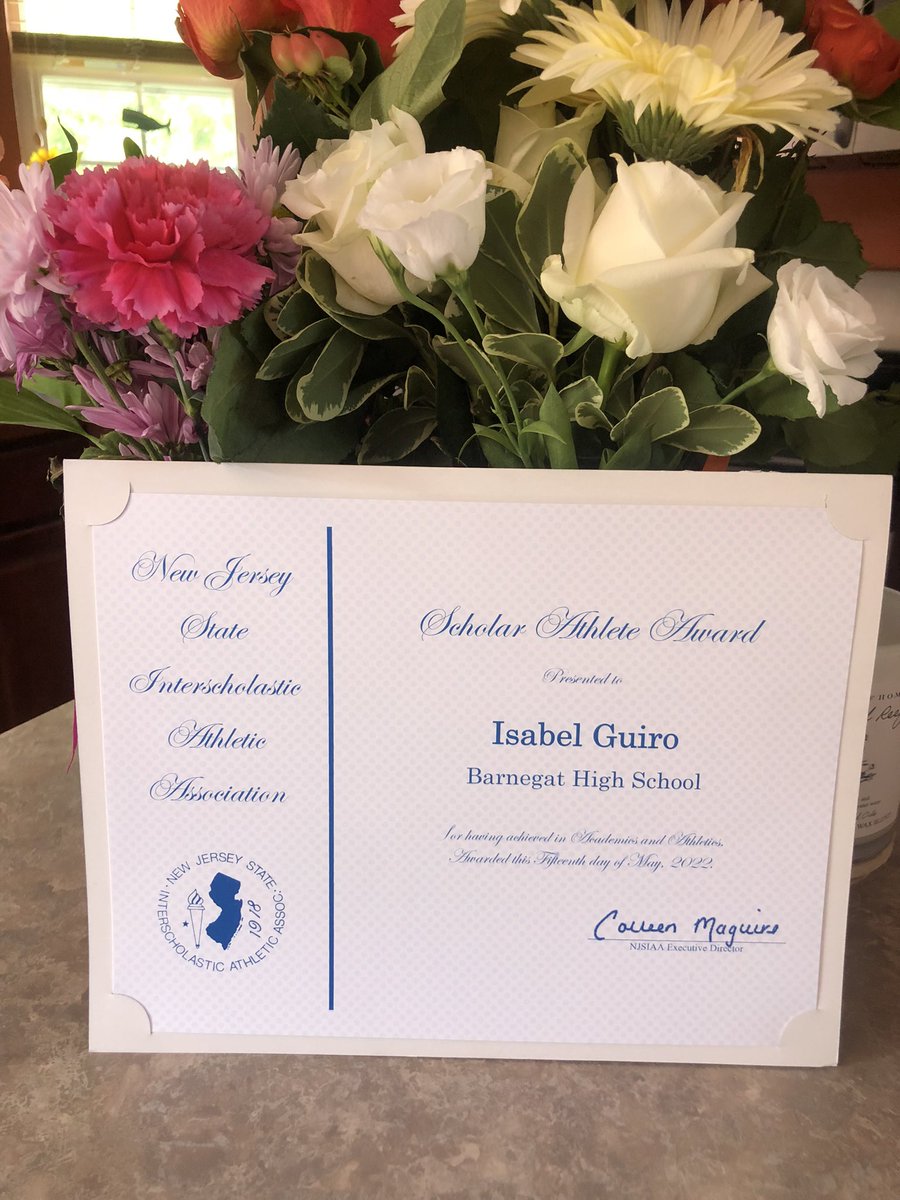 New Jersey
State
Interscholastic
Athletic
Association
NEW JERSEY STATE
INTERSCHOLASTIC ATHLETIC ASSOC.
1918
Scholar Athlete Award
Presented to
Isabel Guiro
Barnegat High School
for having achieved in Academics and Athletics.
Awarded this Fifteenth day of May, 2022.
Colleen Maguire
NJSIAA Executive Director
HOM
WAX